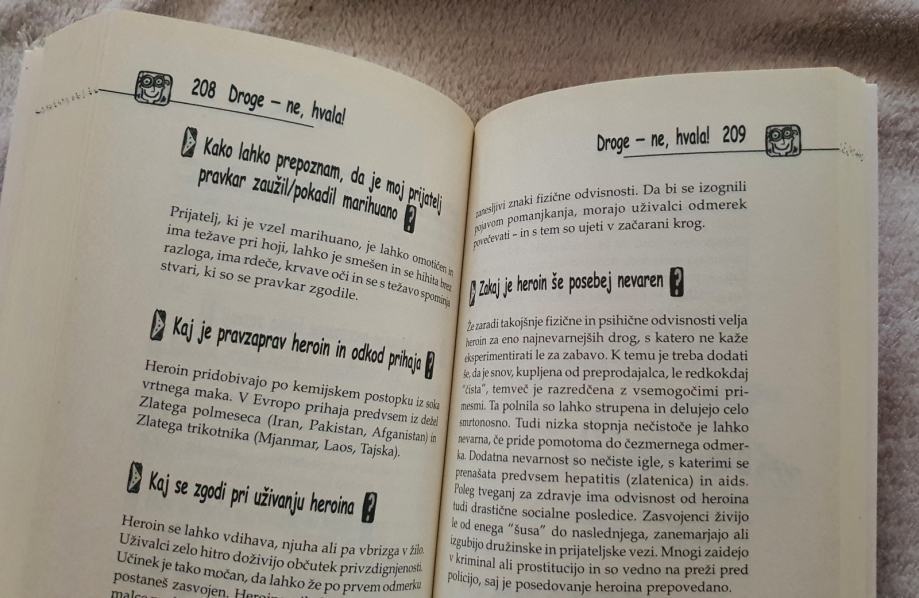 208 Droge – ne, hvala!
Kako lahko prepoznam, da je moj prijatelj
pravkar zaužil/pokadil marihuano ?
Prijatelj, ki je vzel marihuano, je lahko omotičen in
ima težave pri hoji, lahko je smešen in se hihita brez
razloga, ima rdeče, krvave oči in se s težavo spominja
stvari, ki so se pravkar zgodile.
Kaj je pravzaprav heroin in odkod prihaja ?
Heroin pridobivajo po kemijskem postopku iz soka
vrtnega maka. V Evropo prihaja predvsem iz dežel
Zlatega polmeseca (Iran, Pakistan, Afganistan) in
Zlatega trikotnika (Mjanmar, Laos, Tajska).
Kaj se zgodi pri uživanju heroina ?
Heroin se lahko vdihava, njuha ali pa vbrizga v žilo.
Uživalci zelo hitro doživijo občutek privzdignjenosti.
Učinek je tako močan, da lahko že po prvem odmerku
postaneš zasvojen.
Droge – ne, hvala! 209
zanesljivi znaki fizične odvisnosti. Da bi se izognili
pojavom pomanjkanja, morajo uživalci odmerek
povečevati – in s tem so ujeti v začarani krog.
Zakaj je heroin še posebej nevaren ?
Že zaradi takojšnje fizične in psihične odvisnosti velja
heroin za eno najnevarnejših drog, s katero ne kaže
eksperimentirati le za zabavo. K temu je treba dodati
še, da je snov, kupljena od preprodajalca, le redkokdaj
"čista", temveč je razredčena z vsemogočimi pri-
mesmi. Ta polnila so lahko strupena in delujejo celo
smrtonosno. Tudi nizka stopnja nečistoče je lahko
nevarna, če pride pomotoma do čezmernega odmer-
ka. Dodatna nevarnost so nečiste igle, s katerimi se
prenašata predvsem hepatitis (zlatenica) in aids.
Poleg tveganj za zdravje ima odvisnost od heroina
tudi drastične socialne posledice. Zasvojenci živijo
le od enega "šusa" do naslednjega, zanemarjajo ali
izgubijo družinske in prijateljske vezi. Mnogi zaidejo
v kriminal ali prostitucijo in so vedno na preži pred
policijo, saj je posedovanje heroina prepovedano.